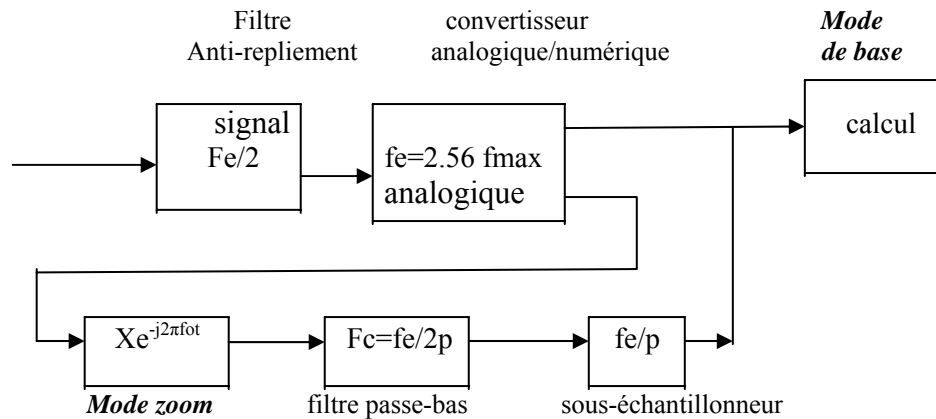 Filtre
Anti-repliement
convertisseur
analogique/numérique
Mode
de base
signal
Fe/2
fe=2.56 fmax
analogique
calcul
Xe-j2πfot
Fc=fe/2p
fe/p
Mode zoom
filtre passe-bas
sous-échantillonneur